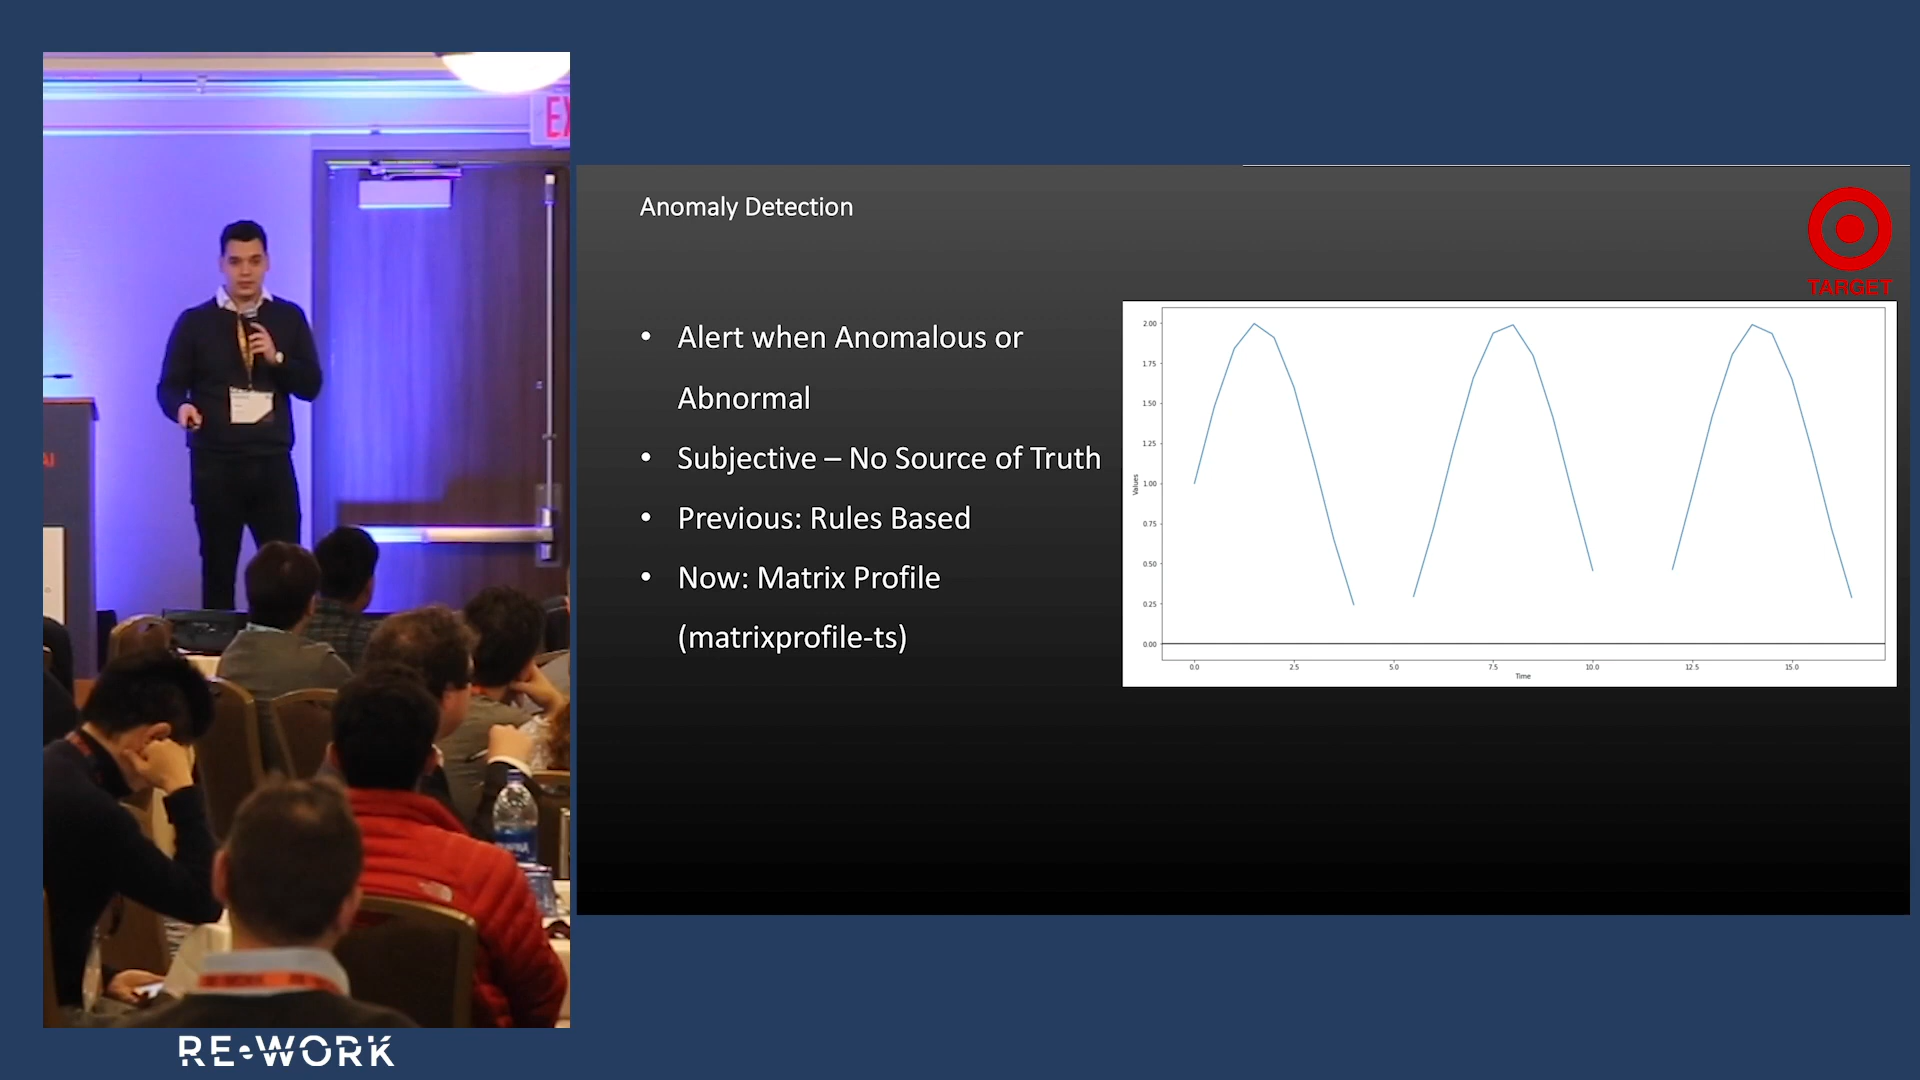 EX
AI
Anomaly Detection
TARGET
• Alert when Anomalous or
Abnormal
• Subjective – No Source of Truth
• Previous: Rules Based
• Now: Matrix Profile
(matrixprofile-ts)
2.00
1.75
1.50
1.25
1.00
0.75
0.50
0.25
0.00
Values
0.0 2.5 5.0 7.5 10.0 12.5 15.0
Time
RE•WORK